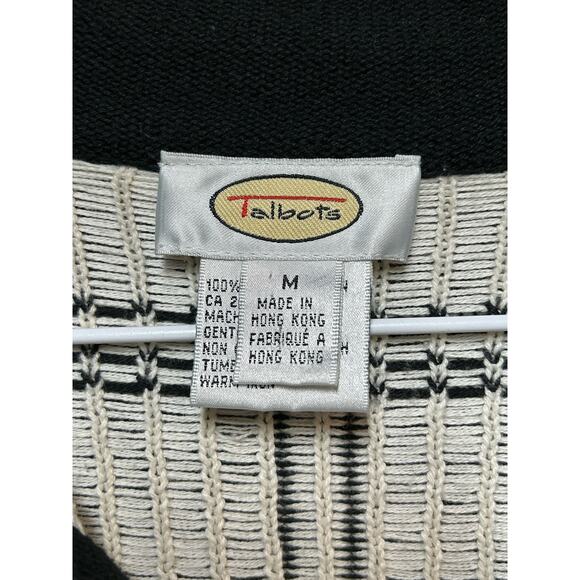 Talbots
M
MADE IN
HONG KONG
FABRIQUÉ A
HONG KONG
100%
CA 2
MACH
GENT
NON
TUMB
WARM IRON